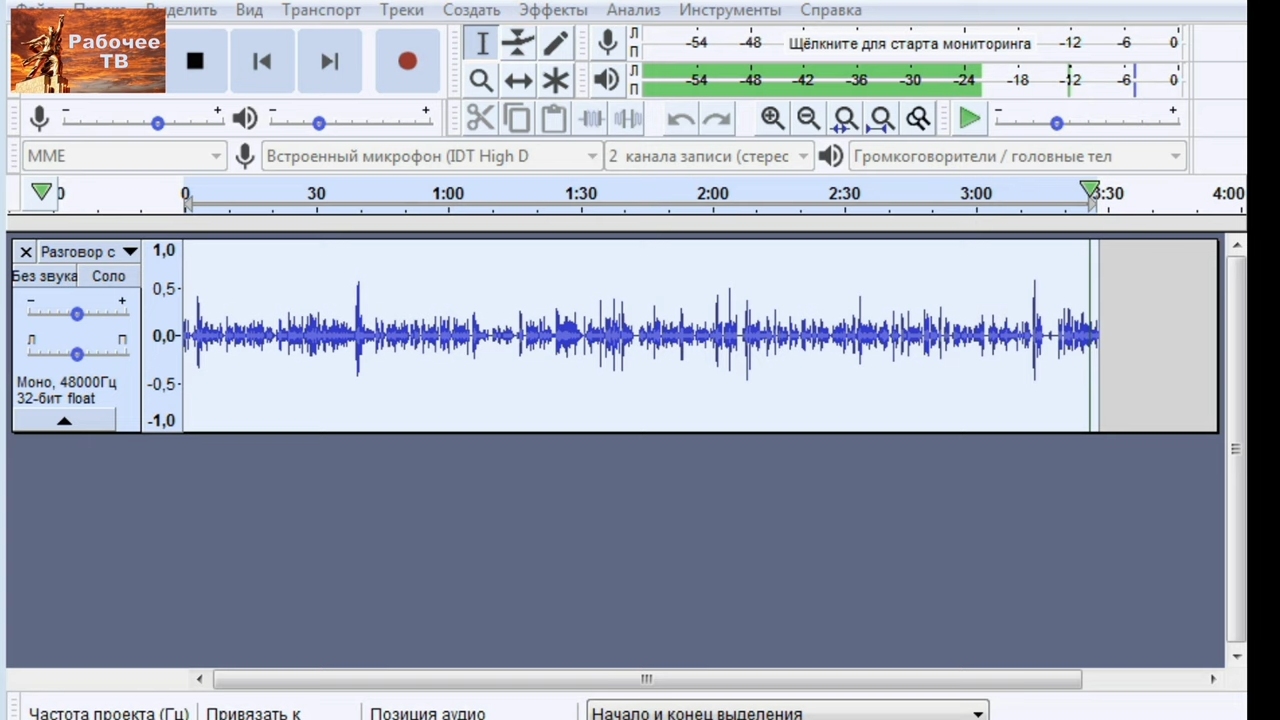 Файл Правка Выделить Вид Транспорт Треки Создать Эффекты Анализ Инструменты Справка
Рабочее
ТВ
Л
П
-54 -48 Щёлкните для старта мониторинга -12 -6 0
Л
П
-54 -48 -42 -36 -30 -24 -18 -12 -6 0
- + - + - +
MME Встроенный микрофон (IDT High D 2 канала записи (стерес Громкоговорители / головные тел
0 0 30 1:00 1:30 2:00 2:30 3:00 3:30 4:00
Разговор с
Без звука Соло
- +
Л П
Моно, 48000Гц
32-бит float
1,0
0,5
0,0
-0,5
-1,0
Частота проекта (Гц) Привязать к Позиция аудио Начало и конец выделения